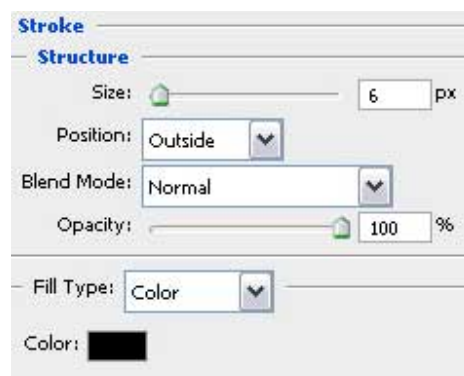 Stroke
Structure
Size: 6 px
Position: Outside
Blend Mode: Normal
Opacity: 100 %
Fill Type: Color
Color: